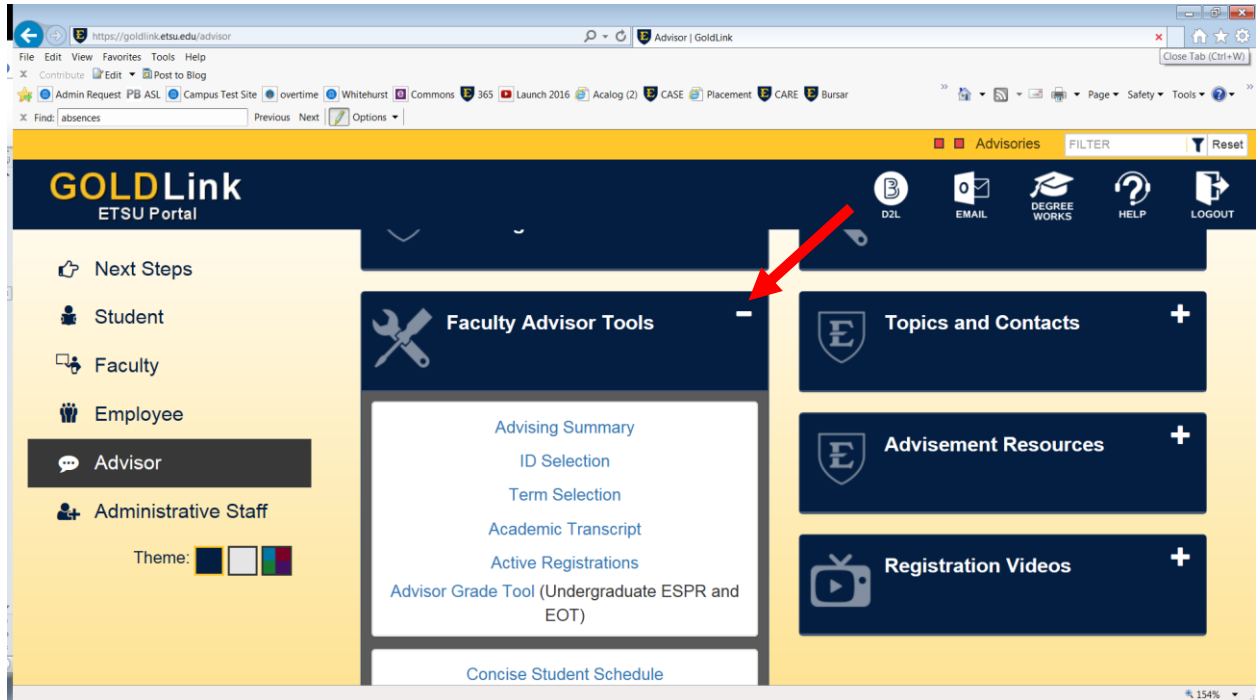 https://goldlink.etsu.edu/advisor
Advisor | GoldLink
File Edit View Favorites Tools Help
Close Tab (Ctrl+W)
X Contribute Edit Post to Blog
Admin Request PB ASL Campus Test Site overtime Whitehurst Commons 365 Launch 2016 Acalog (2) CASE Placement CARE Bursar
Page Safety Tools
X Find: absences Previous Next Options
Advisories FILTER Reset
GOLDLink
ETSU Portal
D2L
EMAIL
DEGREE
WORKS
HELP
LOGOUT
Next Steps
Student
Faculty
Employee
Advisor
Administrative Staff
Theme:
Faculty Advisor Tools
Advising Summary
ID Selection
Term Selection
Academic Transcript
Active Registrations
Advisor Grade Tool (Undergraduate ESPR and
EOT)
Concise Student Schedule
Topics and Contacts
Advisement Resources
Registration Videos
154%